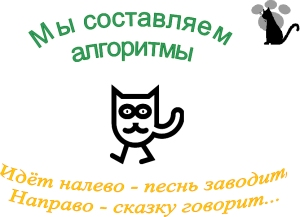 Мы составляем
алгоритмы
Идёт налево - песнь заводит,
Направо - сказку говорит...